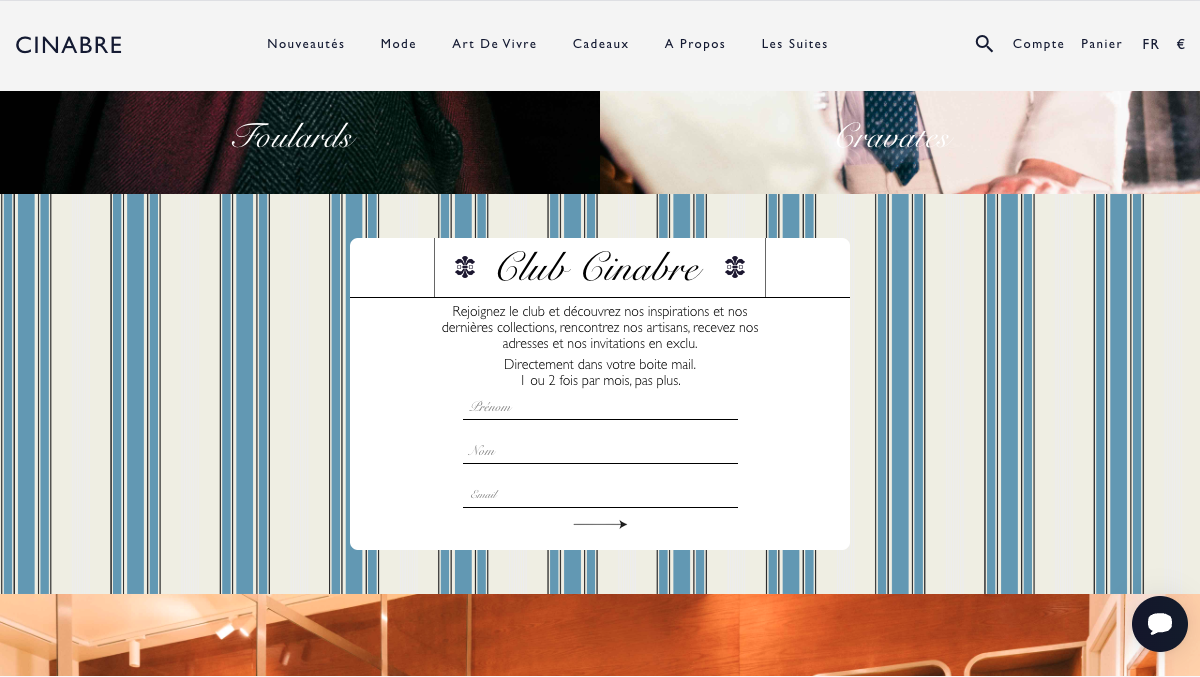 CINABRE
Nouveautés Mode Art De Vivre Cadeaux A Propos Les Suites
Compte Panier FR €
Foulards Cravates
Club Cinabre
Rejoignez le club et découvrez nos inspirations et nos
dernières collections, rencontrez nos artisans, recevez nos
adresses et nos invitations en exclu.
Directement dans votre boite mail.
1 ou 2 fois par mois, pas plus.
Prénom
Nom
Email